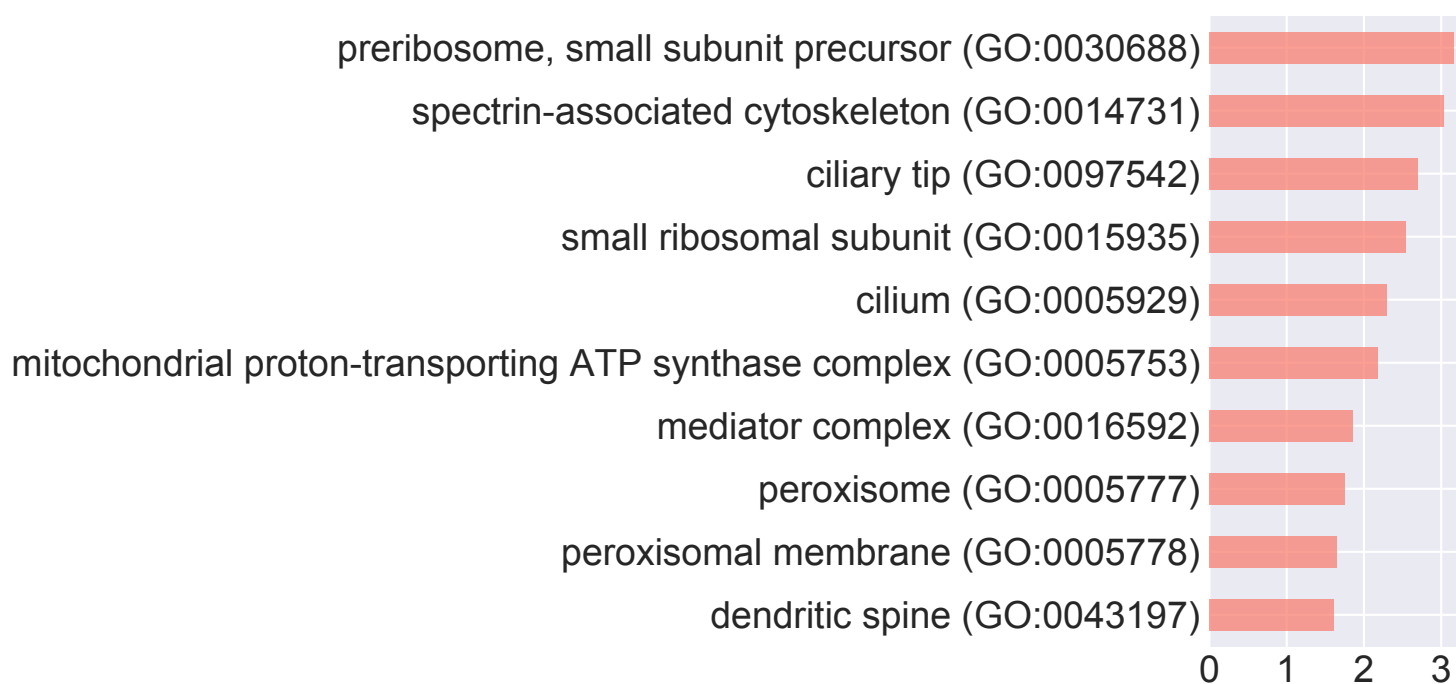 preribosome, small subunit precursor (GO:0030688)
spectrin-associated cytoskeleton (GO:0014731)
ciliary tip (GO:0097542)
small ribosomal subunit (GO:0015935)
cilium (GO:0005929)
mitochondrial proton-transporting ATP synthase complex (GO:0005753)
mediator complex (GO:0016592)
peroxisome (GO:0005777)
peroxisomal membrane (GO:0005778)
dendritic spine (GO:0043197)
0 1 2 3